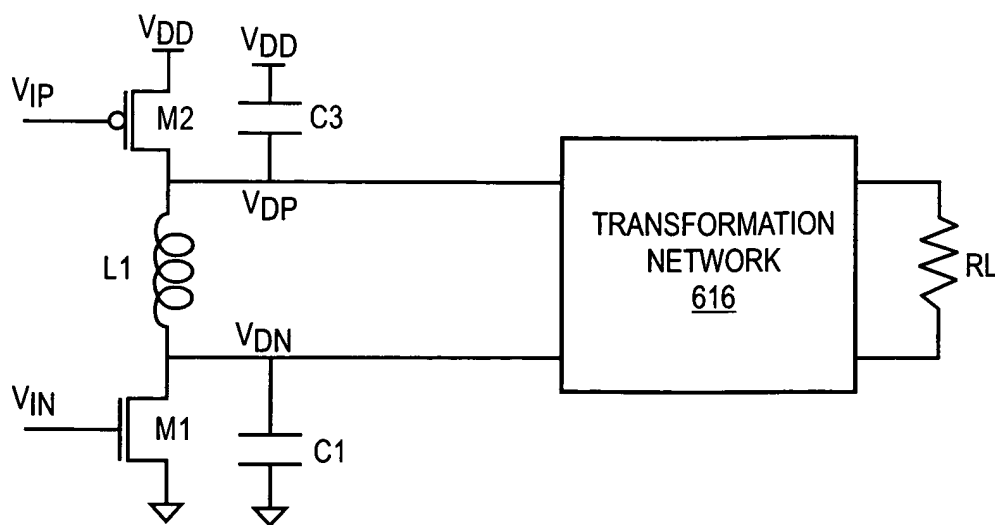 VDD
VDD
VIP
M2
C3
VDP
TRANSFORMATION
NETWORK
616
RL
L1
VDN
VIN
M1
C1